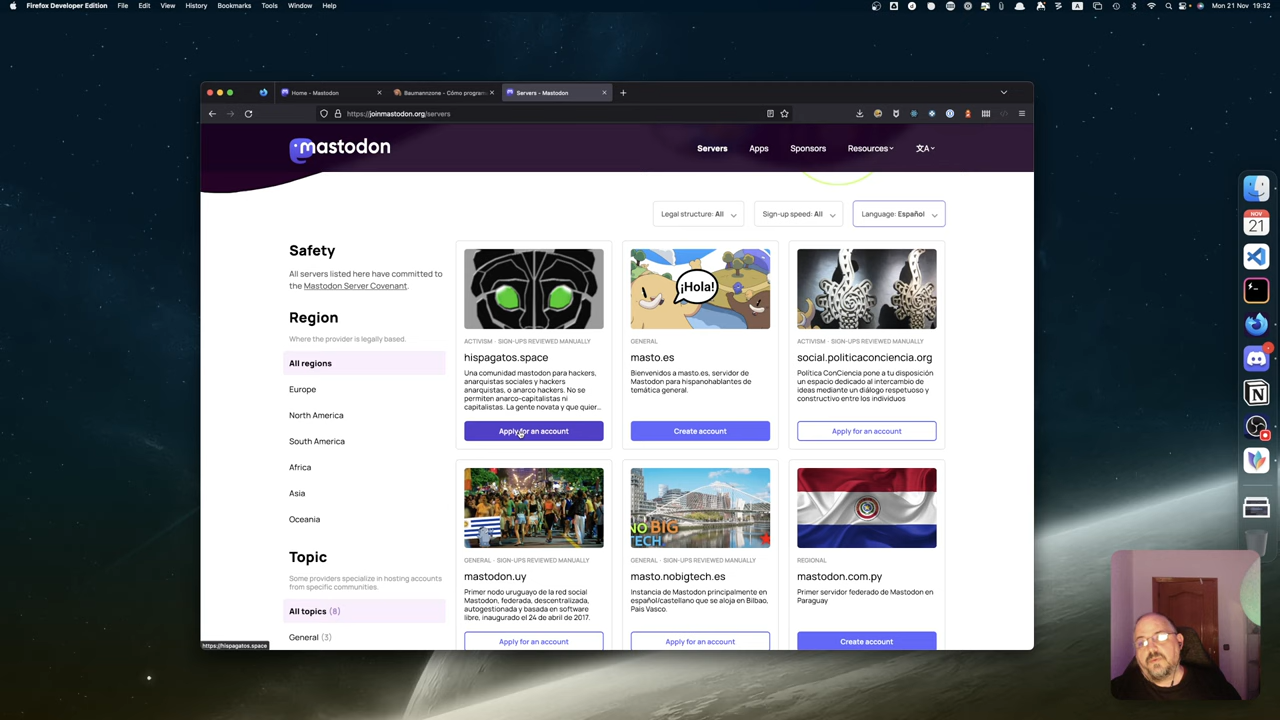 Firefox Developer Edition File Edit View History Bookmarks Tools Window Help
A Mon 21 Nov 19:32
Home - Mastodon
Baumannzone - Cómo program
Servers - Mastodon
https://joinmastodon.org/servers
mastodon
Servers Apps Sponsors Resources 文A
Legal structure: All
Sign-up speed: All
Language: Español
Safety
All servers listed here have committed to
the Mastodon Server Covenant.
Region
Where the provider is legally based.
All regions
Europe
North America
South America
Africa
Asia
Oceania
Topic
Some providers specialize in hosting accounts
from specific communities.
All topics (8)
General (3)
ACTIVISM · SIGN-UPS REVIEWED MANUALLY
hispagatos.space
Una comunidad mastodon para hackers,
anarquistas sociales y hackers
anarquistas, o anarco hackers. No se
permiten anarco-capitalistas ni
capitalistas. La gente novata y que quier...
Apply for an account
¡Hola!
GENERAL
masto.es
Bienvenidos a masto.es, servidor de
Mastodon para hispanohablantes de
temática general.
Create account
ACTIVISM · SIGN-UPS REVIEWED MANUALLY
social.politicaconciencia.org
Política ConCiencia pone a tu disposición
un espacio dedicado al intercambio de
ideas mediante un diálogo respetuoso y
constructivo entre los individuos
Apply for an account
GENERAL · SIGN-UPS REVIEWED MANUALLY
mastodon.uy
Primer nodo uruguayo de la red social
Mastodon, federada, descentralizada,
autogestionada y basada en software
libre, inaugurado el 24 de abril de 2017.
Apply for an account
NO BIG
TECH
GENERAL · SIGN-UPS REVIEWED MANUALLY
masto.nobigtech.es
Instancia de Mastodon principalmente en
español/castellano que se aloja en Bilbao,
País Vasco.
Apply for an account
REGIONAL
mastodon.com.py
Primer servidor federado de Mastodon en
Paraguay
Create account
https://hispagatos.space
NOV
21